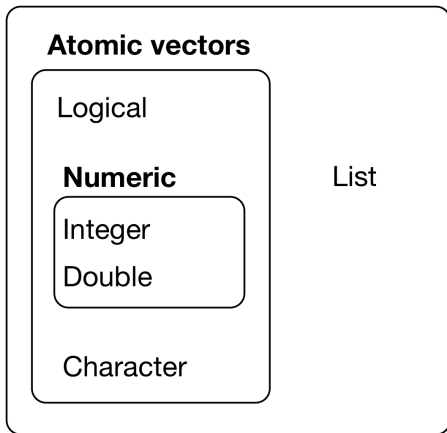 Atomic vectors
Logical
Numeric
List
Integer
Double
Character